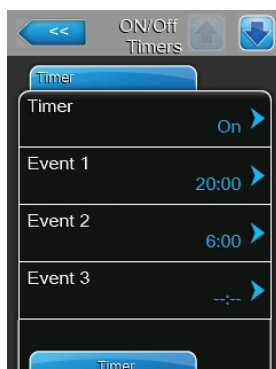 << ON/Off
Timers
Timer
Timer
On
Event 1
20:00
Event 2
6:00
Event 3
--:--
Timer